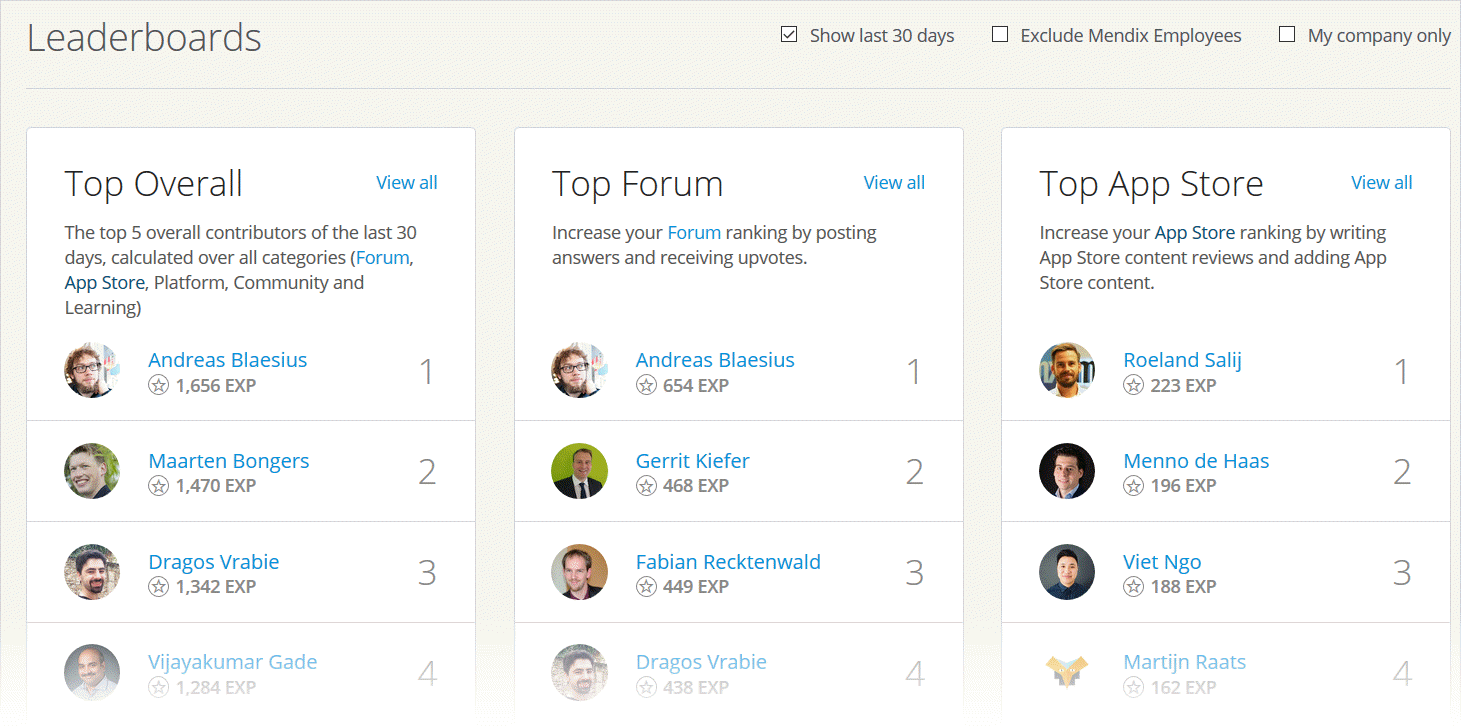 Leaderboards
Show last 30 days
Exclude Mendix Employees
My company only
Top Overall
View all
The top 5 overall contributors of the last 30
days, calculated over all categories (Forum,
App Store, Platform, Community and
Learning)
Andreas Blaesius
1,656 EXP
1
Maarten Bongers
1,470 EXP
2
Dragos Vrabie
1,342 EXP
3
Vijayakumar Gade
1,284 EXP
4
Top Forum
View all
Increase your Forum ranking by posting
answers and receiving upvotes.
Andreas Blaesius
654 EXP
1
Gerrit Kiefer
468 EXP
2
Fabian Recktenwald
449 EXP
3
Dragos Vrabie
438 EXP
4
Top App Store
View all
Increase your App Store ranking by writing
App Store content reviews and adding App
Store content.
Roeland Salij
223 EXP
1
Menno de Haas
196 EXP
2
Viet Ngo
188 EXP
3
Martijn Raats
162 EXP
4